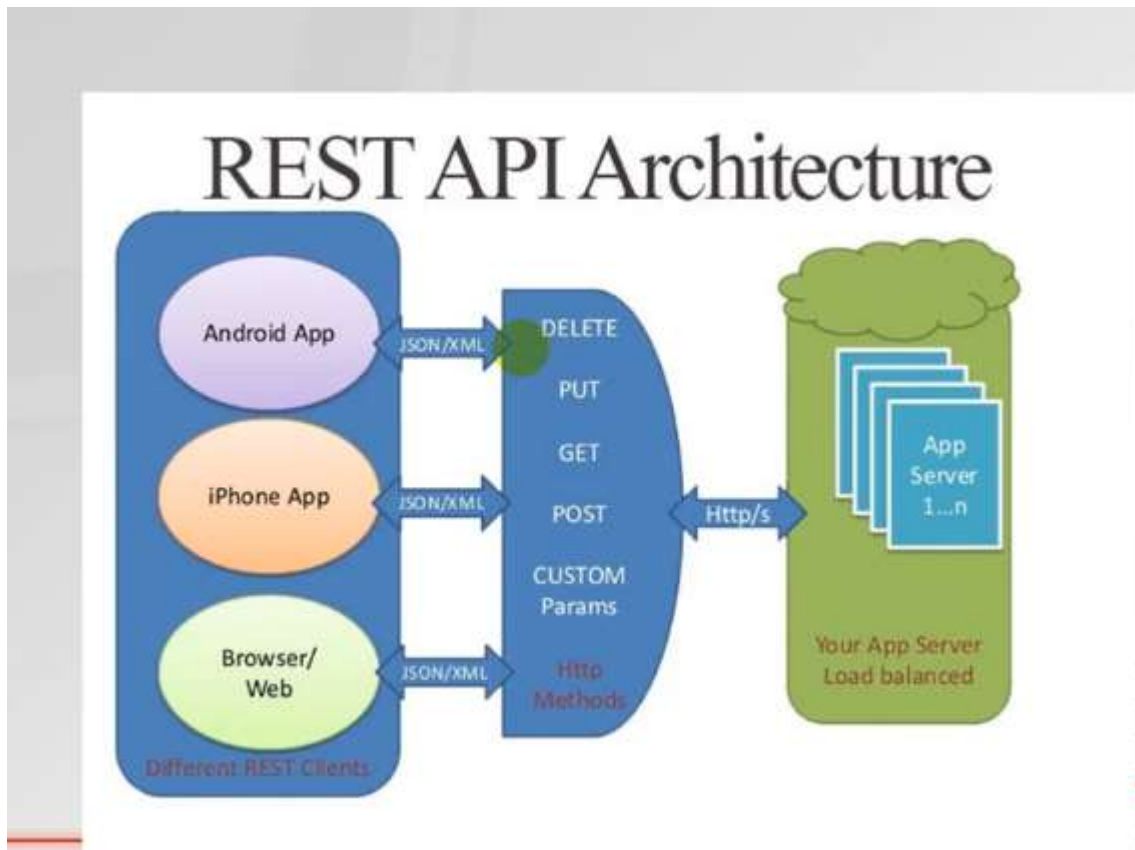 REST API Architecture
Android App
iPhone App
Browser/
Web
Different REST Clients
JSON/XML
JSON/XML
JSON/XML
DELETE
PUT
GET
POST
CUSTOM
Params
Http
Methods
Http/s
App
Server
1...n
Your App Server
Load balanced